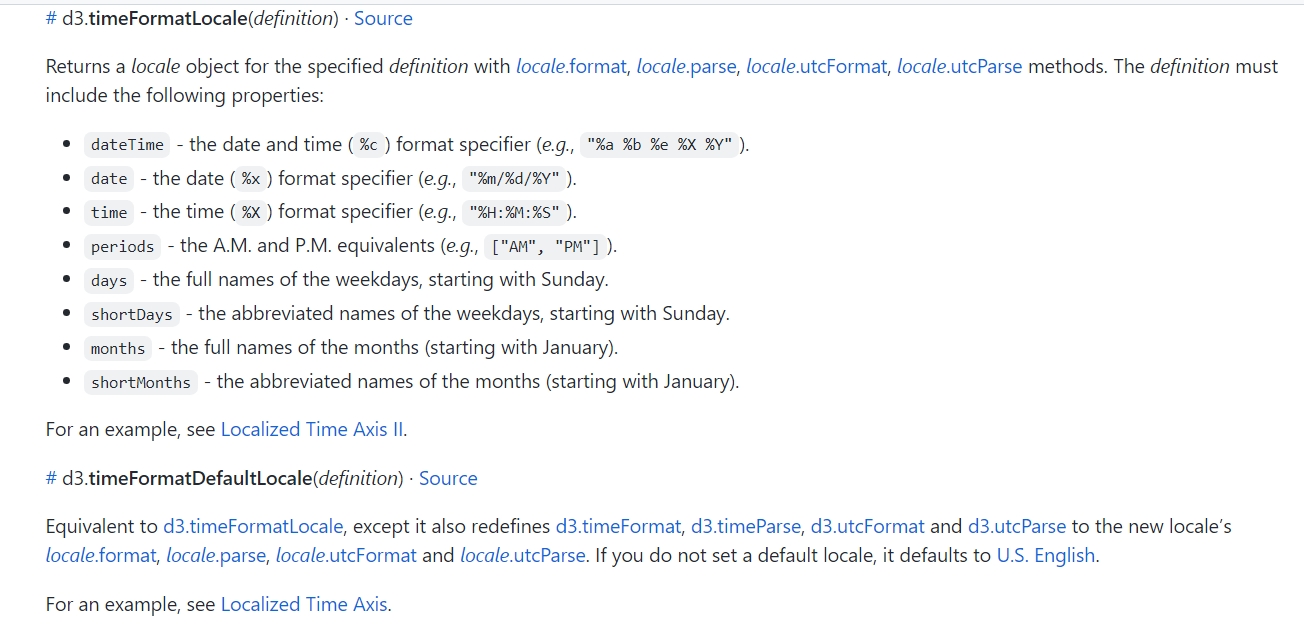 # d3.timeFormatLocale(definition) · Source
Returns a locale object for the specified definition with locale.format, locale.parse, locale.utcFormat, locale.utcParse methods. The definition must
include the following properties:
• dateTime - the date and time ( %c ) format specifier (e.g., "%a %b %e %X %Y" ).
• date - the date ( %x ) format specifier (e.g., "%m/%d/%Y" ).
• time - the time ( %X ) format specifier (e.g., "%H:%M:%S" ).
• periods - the A.M. and P.M. equivalents (e.g., ["AM", "PM"] ).
• days - the full names of the weekdays, starting with Sunday.
• shortDays - the abbreviated names of the weekdays, starting with Sunday.
• months - the full names of the months (starting with January).
• shortMonths - the abbreviated names of the months (starting with January).
For an example, see Localized Time Axis II.
# d3.timeFormatDefaultLocale(definition) · Source
Equivalent to d3.timeFormatLocale, except it also redefines d3.timeFormat, d3.timeParse, d3.utcFormat and d3.utcParse to the new locale’s
locale.format, locale.parse, locale.utcFormat and locale.utcParse. If you do not set a default locale, it defaults to U.S. English.
For an example, see Localized Time Axis.